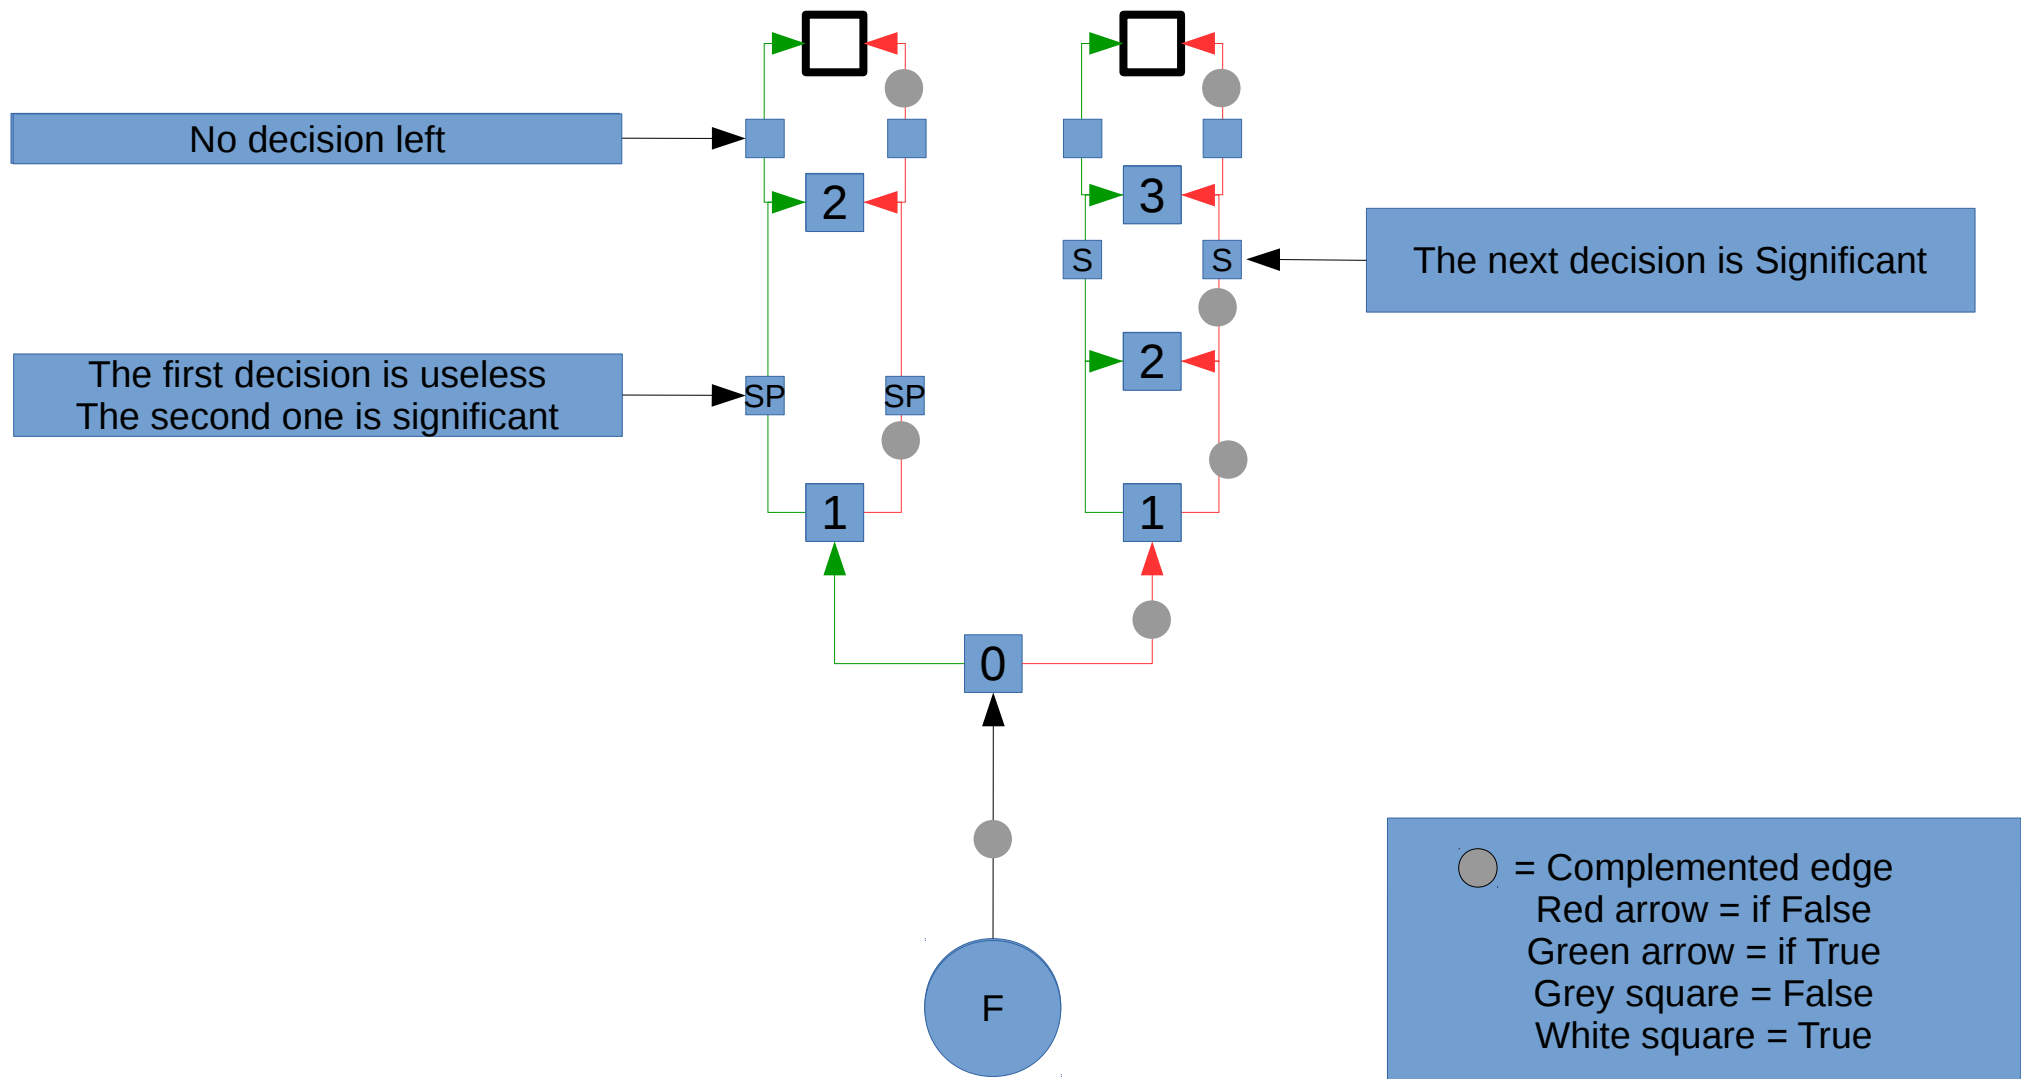 No decision left
2
3
S
S
The next decision is Significant
2
The first decision is useless
The second one is significant
SP
SP
1
1
0
F
= Complemented edge
Red arrow = if False
Green arrow = if True
Grey square = False
White square = True